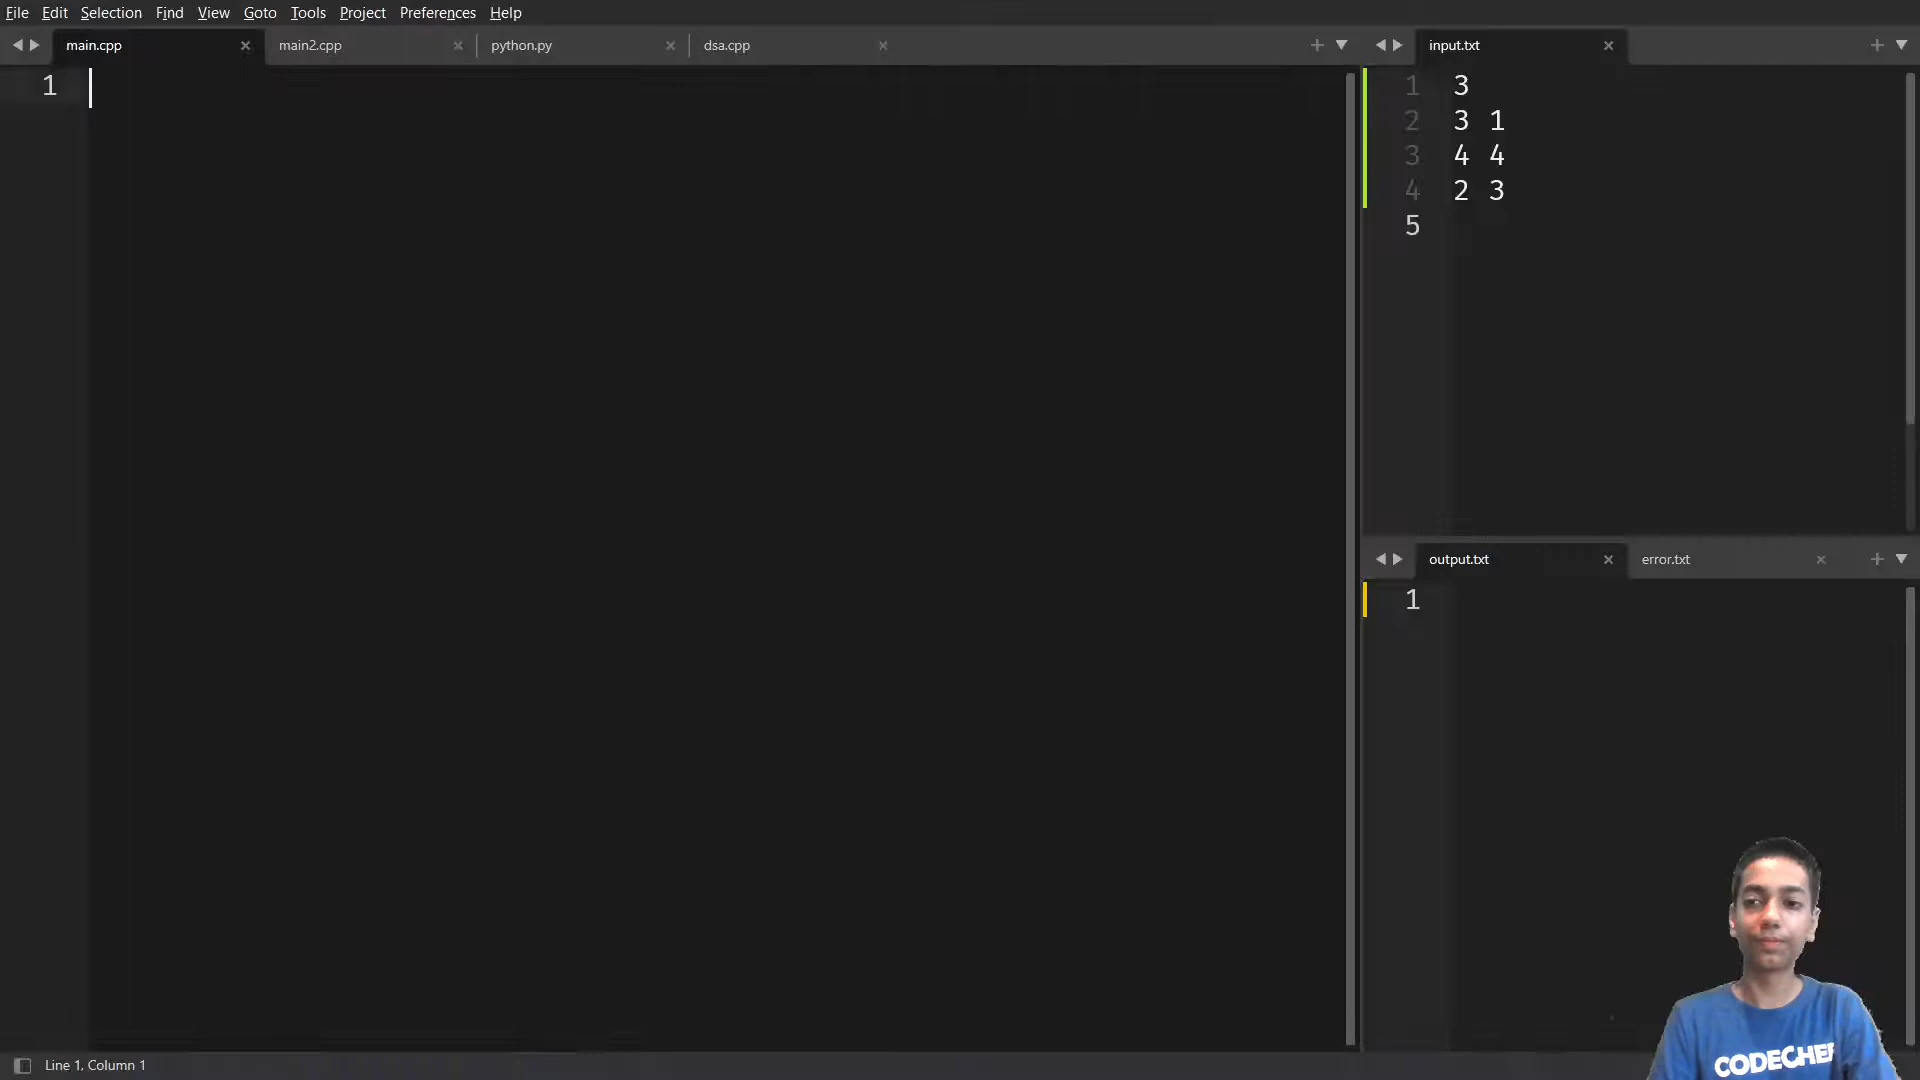 File Edit Selection Find View Goto Tools Project Preferences Help
main.cpp main2.cpp python.py dsa.cpp
1
input.txt
1 3
2 3 1
3 4 4
4 2 3
5
output.txt error.txt
1
CODECHEF
Line 1, Column 1